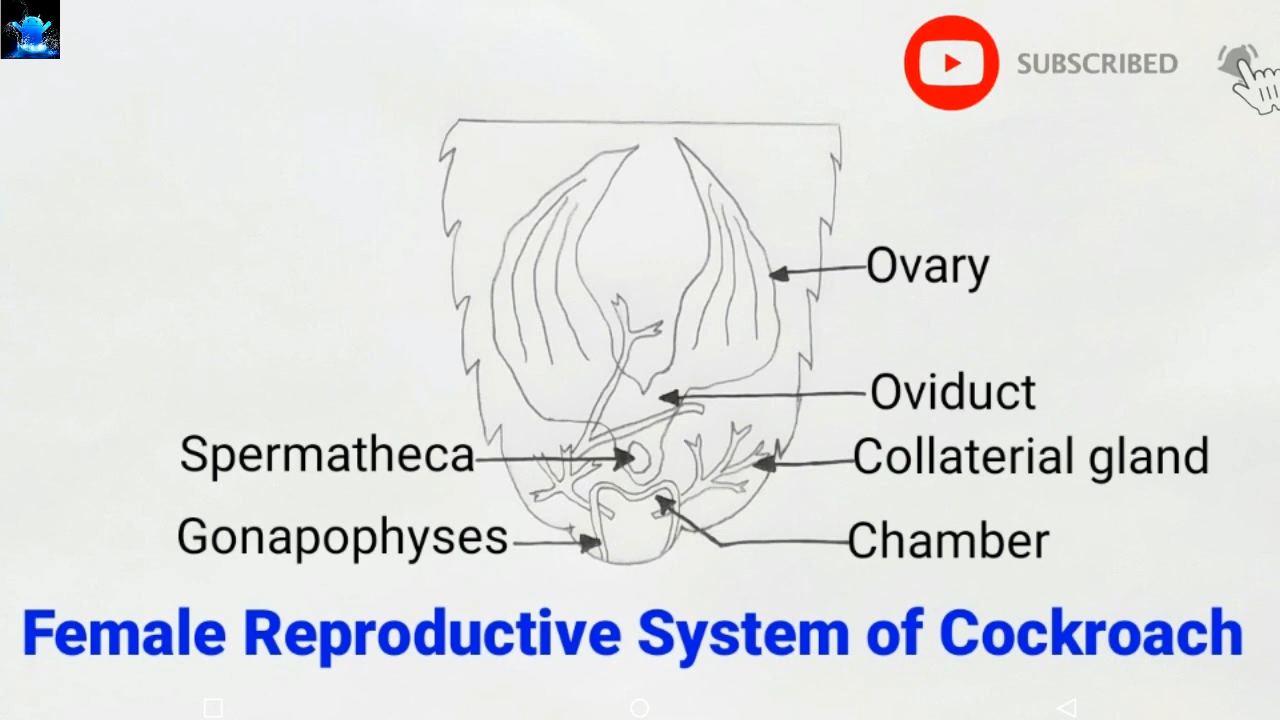 SUBSCRIBED
Ovary
Oviduct
Spermatheca
Collaterial gland
Gonapophyses
Chamber
Female Reproductive System of Cockroach